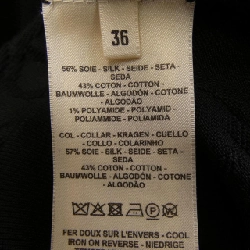 36
56% SOIE - SILK - SEIDE - SETA -
SEDA
43% COTON - COTTON -
BAUMWOLLE - ALGODÓN - COTONE -
ALGODAO
1% POLYAMIDE - POLYAMID -
POLIAMMIDE - POLIAMIDA
COL - COLLAR - KRAGEN - CUELLO
- COLLO - COLARINHO
57% SOIE - SILK - SEIDE - SETA -
SEDA
43% COTON - COTTON -
BAUMWOLLE - ALGODÓN - COTONE -
ALGODÃO
FER DOUX SUR L'ENVERS - COOL
IRON ON REVERSE - NIEDRIGE